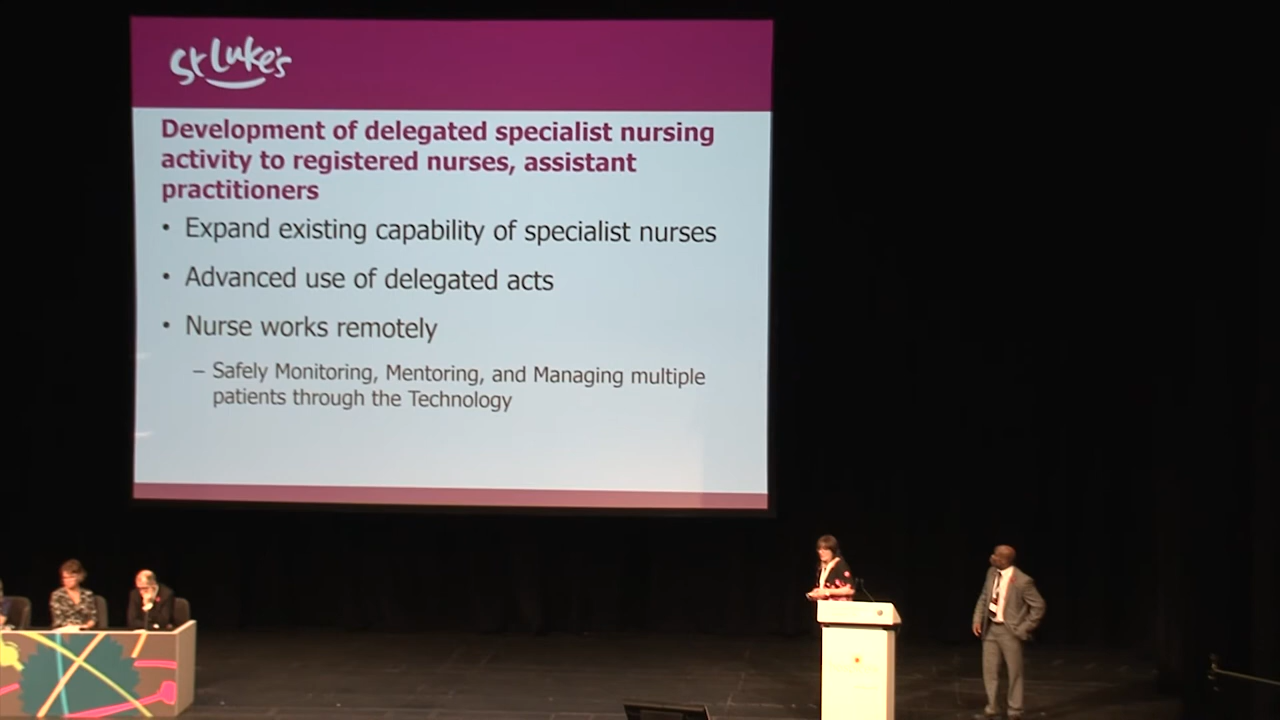 St Luke's
Development of delegated specialist nursing
activity to registered nurses, assistant
practitioners
• Expand existing capability of specialist nurses
• Advanced use of delegated acts
• Nurse works remotely
– Safely Monitoring, Mentoring, and Managing multiple
patients through the Technology